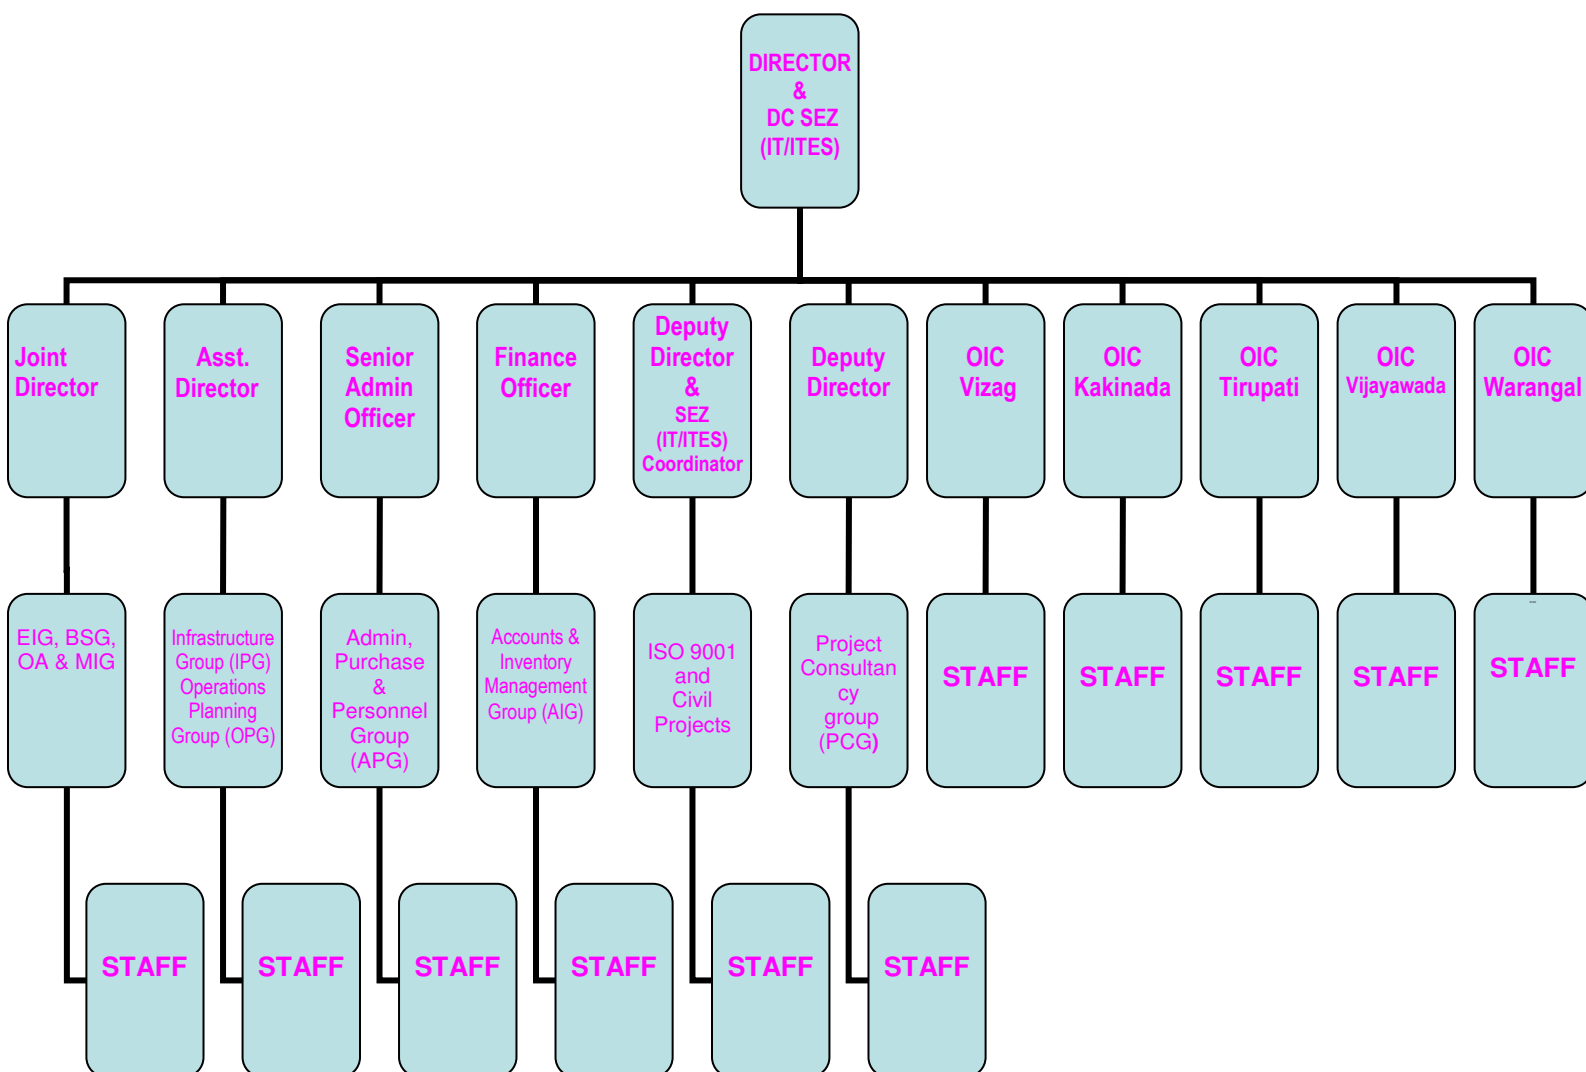 DIRECTOR
&
DC SEZ
(IT/ITES)
Joint
Director
Asst.
Director
Senior
Admin
Officer
Finance
Officer
Deputy
Director
&
SEZ
(IT/ITES)
Coordinator
Deputy
Director
OIC
Vizag
OIC
Kakinada
OIC
Tirupati
OIC
Vijayawada
OIC
Warangal
EIG, BSG,
OA & MIG
Infrastructure
Group (IPG)
Operations
Planning
Group (OPG)
Admin,
Purchase
&
Personnel
Group
(APG)
Accounts &
Inventory
Management
Group (AIG)
ISO 9001
and
Civil
Projects
Project
Consultan
cy
group
(PCG)
STAFF
STAFF
STAFF
STAFF
STAFF
STAFF
STAFF
STAFF
STAFF
STAFF
STAFF